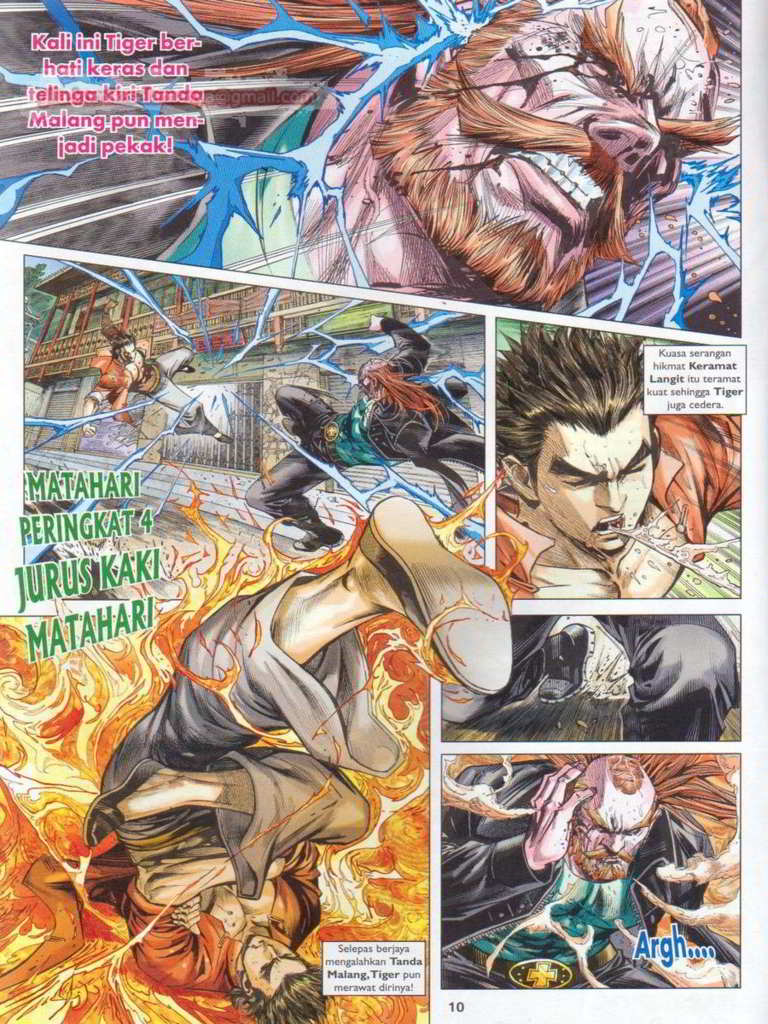 Kali ini Tiger ber-
hati keras dan
telinga kiri Tanda
Malang pun men-
jadi pekak!
@gmail.com
Kuasa serangan
hikmat Keramat
Langit itu teramat
kuat sehingga Tiger
juga cedera.
MATAHARI
PERINGKAT 4
JURUS KAKI
MATAHARI
Argh....
Selepas berjaya
mengalahkan Tanda
Malang, Tiger pun
merawat dirinya!
10